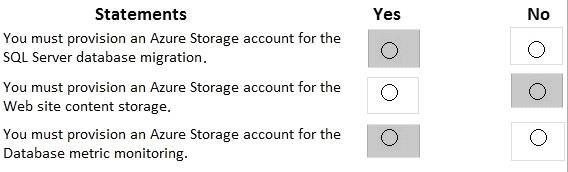 Statements Yes No
You must provision an Azure Storage account for the
SQL Server database migration.
You must provision an Azure Storage account for the
Web site content storage.
You must provision an Azure Storage account for the
Database metric monitoring.